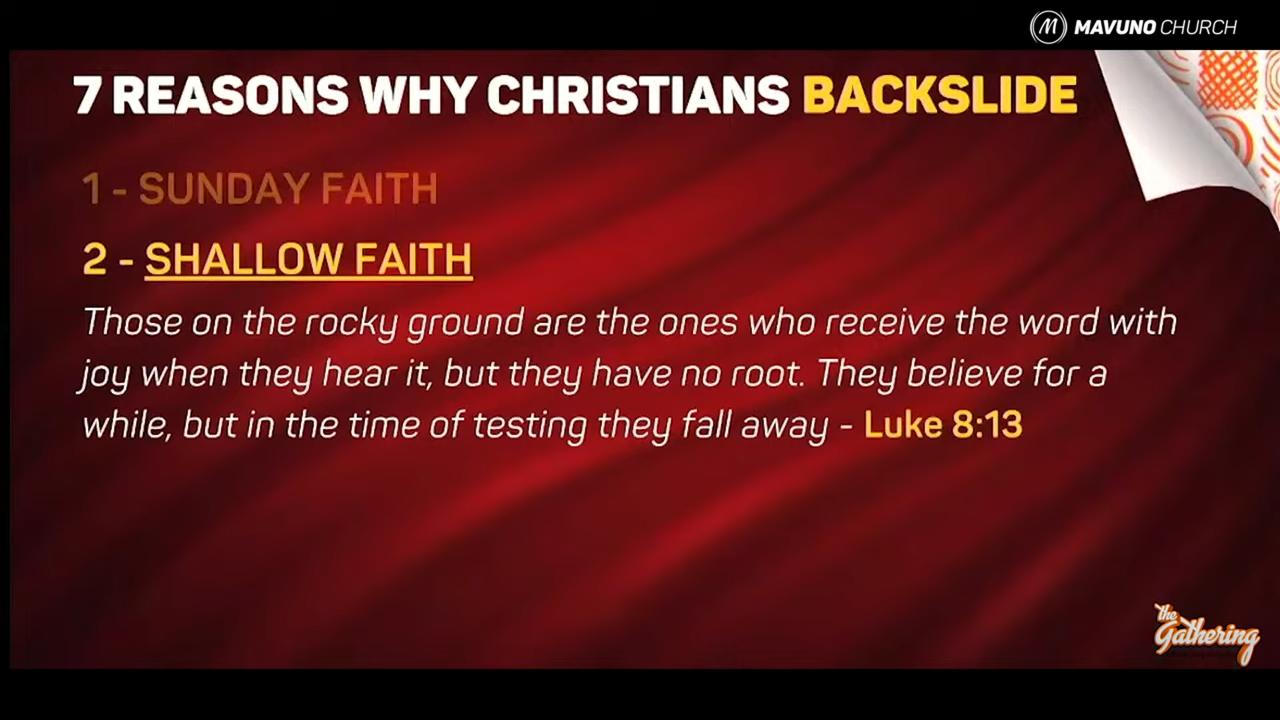 M MAVUNO CHURCH
7 REASONS WHY CHRISTIANS BACKSLIDE
1 - SUNDAY FAITH
2 - SHALLOW FAITH
Those on the rocky ground are the ones who receive the word with
joy when they hear it, but they have no root. They believe for a
while, but in the time of testing they fall away - Luke 8:13
the
Gathering